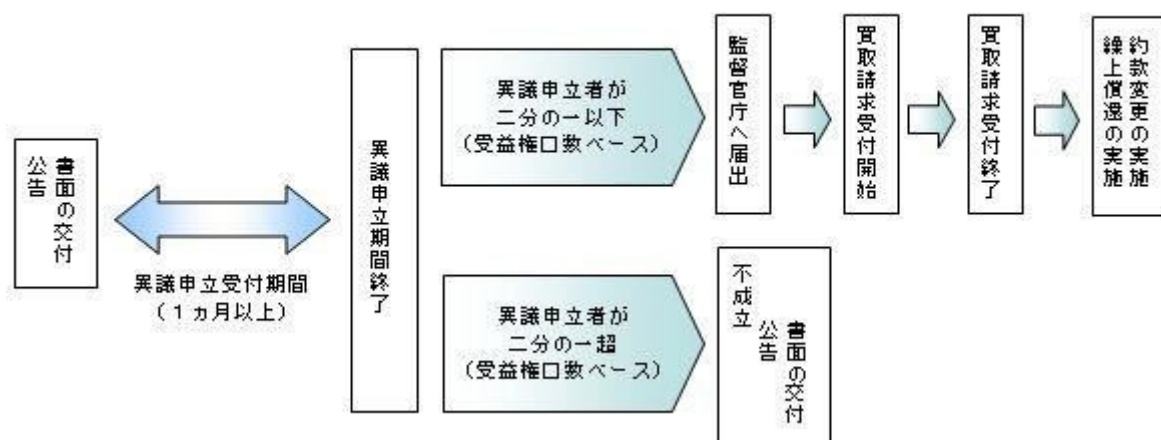 書面の交付
公告
異議申立受付期間
（１ヵ月以上）
異議申立期間終了
異議申立者が
二分の一以下
（受益権口数ベース）
監督官庁へ届出
買取請求受付開始
買取請求受付終了
約款変更の実施
繰上償還の実施
異議申立者が
二分の一超
（受益権口数ベース）
不成立
書面の交付
公告